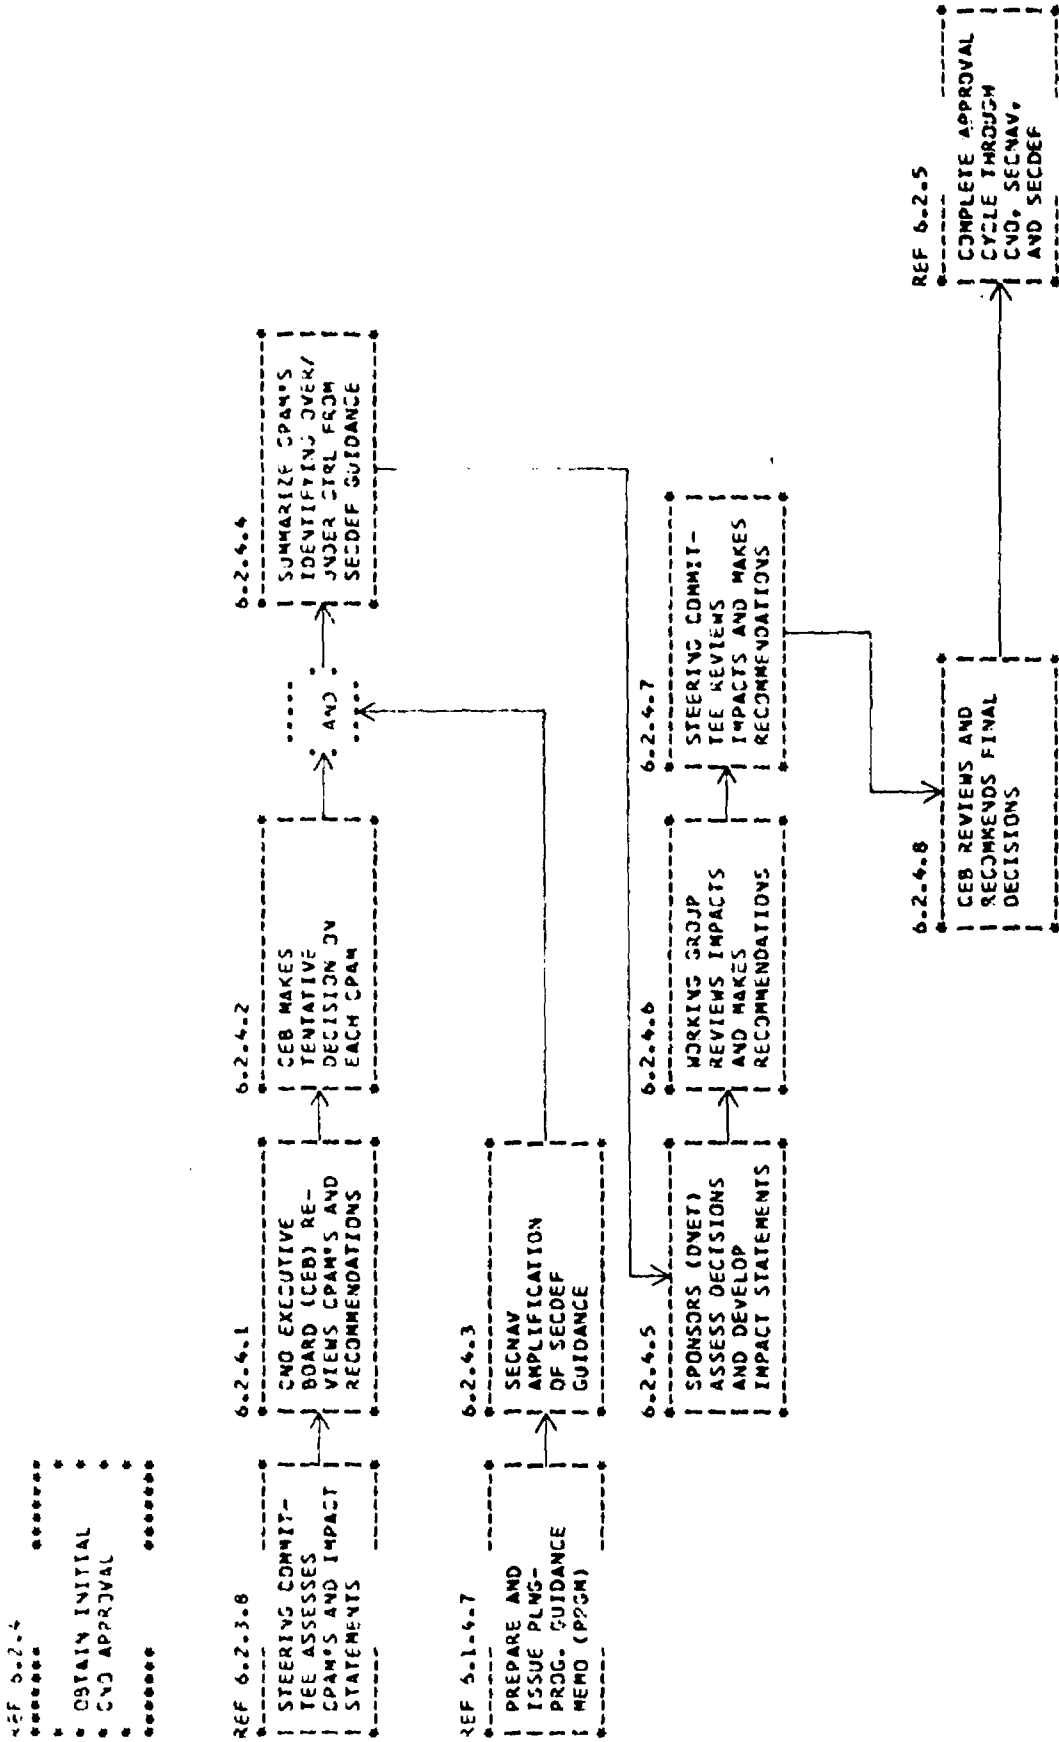 REF 6.2.4
OBTAIN INITIAL
CNO APPROVAL
REF 6.2.3.8
STEERING COMMIT-
TEE ASSESSES
CPAM'S AND IMPACT
STATEMENTS
6.2.4.1
CNO EXECUTIVE
BOARD (CEB) RE-
VIEWS CPAM'S AND
RECOMMENDATIONS
6.2.4.2
CEB MAKES
TENTATIVE
DECISION ON
EACH CPAM
AND
6.2.4.4
SUMMARIZE CPAM'S
IDENTIFYING OVER/
UNDER CTRL FROM
SECDEF GUIDANCE
REF 6.1.4.7
PREPARE AND
ISSUE PLNG-
PROG. GUIDANCE
MEMO (PPGM)
6.2.4.3
SECNAV
AMPLIFICATION
OF SECDEF
GUIDANCE
6.2.4.5
SPONSORS (DNET)
ASSESS DECISIONS
AND DEVELOP
IMPACT STATEMENTS
6.2.4.6
WORKING GROUP
REVIEWS IMPACTS
AND MAKES
RECOMMENDATIONS
6.2.4.7
STEERING COMMIT-
TEE REVIEWS
IMPACTS AND MAKES
RECOMMENDATIONS
6.2.4.8
CEB REVIEWS AND
RECOMMENDS FINAL
DECISIONS
REF 6.2.5
COMPLETE APPROVAL
CYCLE THROUGH
CNO, SECNAV,
AND SECDEF